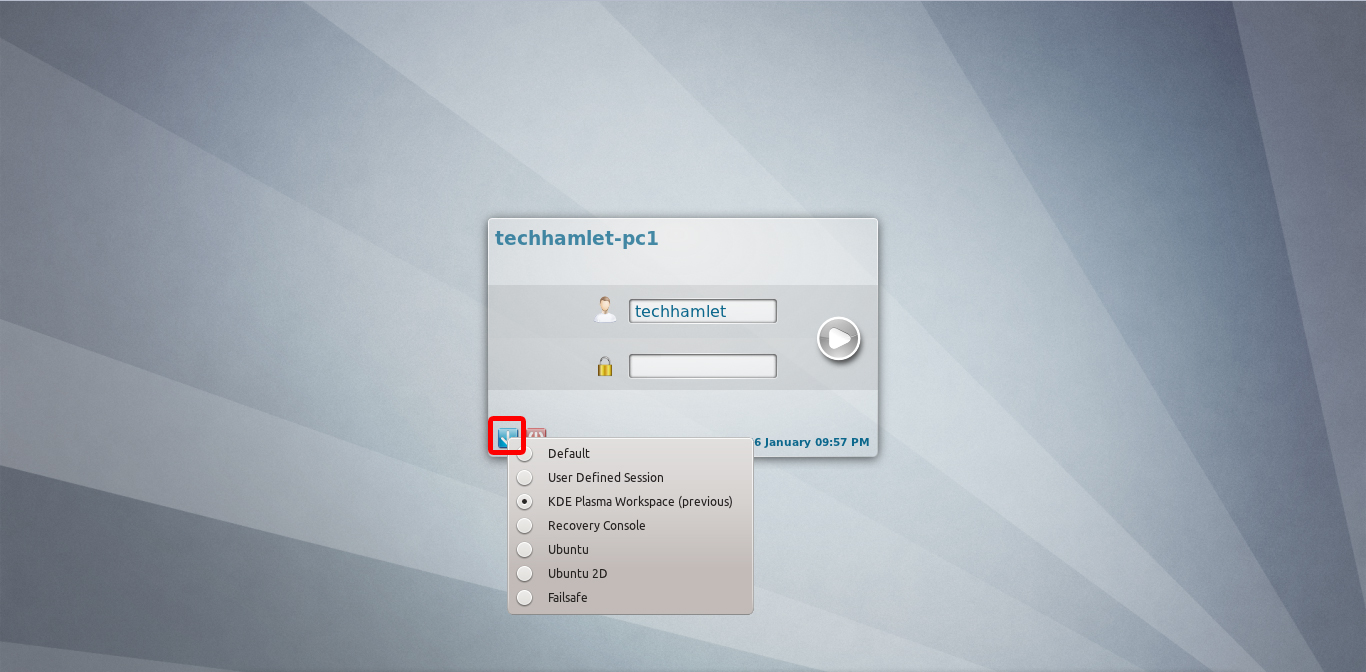 techhamlet-pc1
techhamlet
6 January 09:57 PM
Default
User Defined Session
KDE Plasma Workspace (previous)
Recovery Console
Ubuntu
Ubuntu 2D
Failsafe